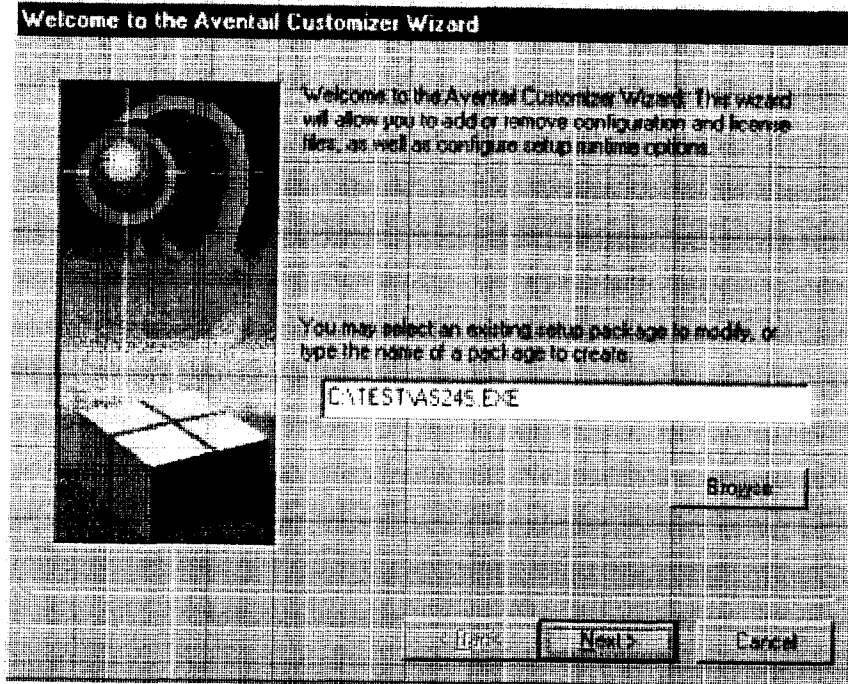 Welcome to the Aventail Customizer Wizard
Welcome to the Aventail Customizer Wizard. This wizard
will allow you to add or remove configuration and license
files, as well as configure setup runtime options.
You may select an existing setup package to modify, or
type the name of a package to create.
C:\TEST\AS24S.EXE
Browse
< Back
Next >
Cancel